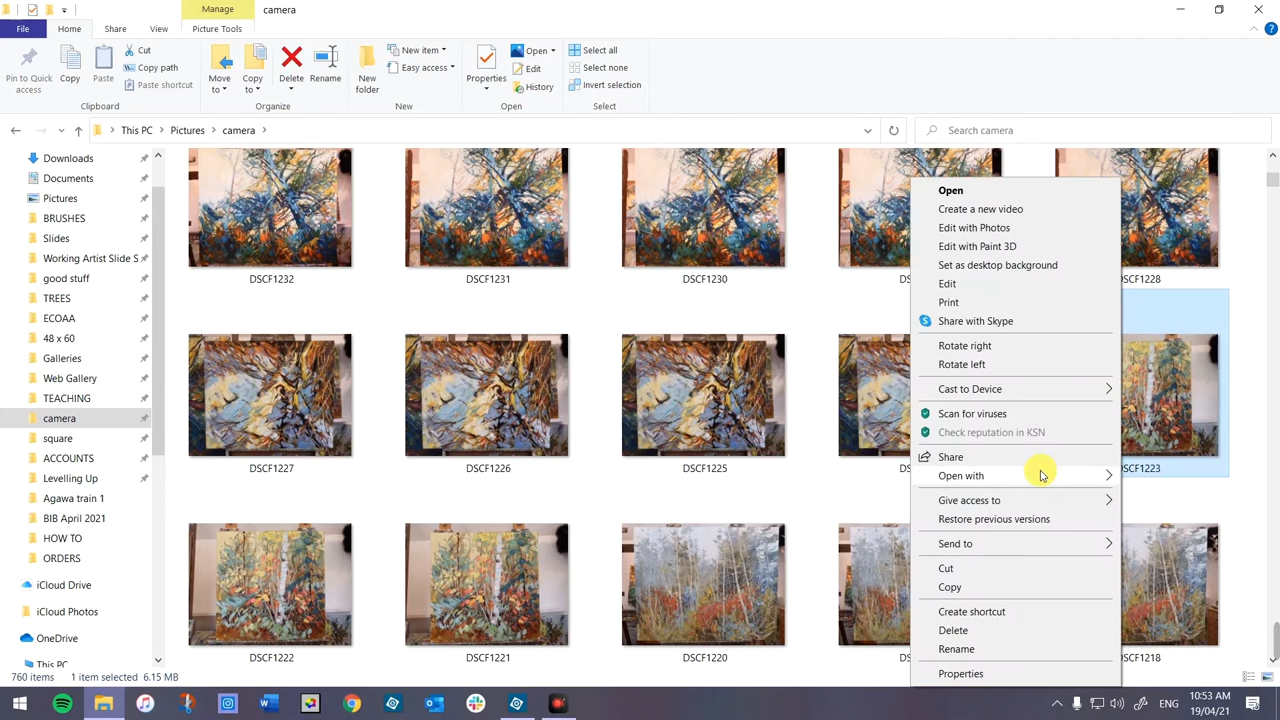 Manage
camera
File
Home
Share
View
Picture Tools
Pin to Quick access
Copy
Paste
Cut
Copy path
Paste shortcut
Clipboard
Move to
Copy to
Delete
Rename
Organize
New folder
New item
Easy access
New
Properties
Open
Edit
History
Open
Select all
Select none
Invert selection
Select
This PC
Pictures
camera
Search camera
Downloads
Documents
Pictures
BRUSHES
Slides
Working Artist Slide S
good stuff
TREES
ECOAA
48 x 60
Galleries
Web Gallery
TEACHING
camera
square
ACCOUNTS
Levelling Up
Agawa train 1
BIB April 2021
HOW TO
ORDERS
iCloud Drive
iCloud Photos
OneDrive
This PC
DSCF1232
DSCF1231
DSCF1230
DS
SCF1228
DSCF1227
DSCF1226
DSCF1225
DS
SCF1223
DSCF1222
DSCF1221
DSCF1220
DS
SCF1218
Open
Create a new video
Edit with Photos
Edit with Paint 3D
Set as desktop background
Edit
Print
Share with Skype
Rotate right
Rotate left
Cast to Device
Scan for viruses
Check reputation in KSN
Share
Open with
Give access to
Restore previous versions
Send to
Cut
Copy
Create shortcut
Delete
Rename
Properties
760 items
1 item selected 6.15 MB
ENG
10:53 AM
19/04/21